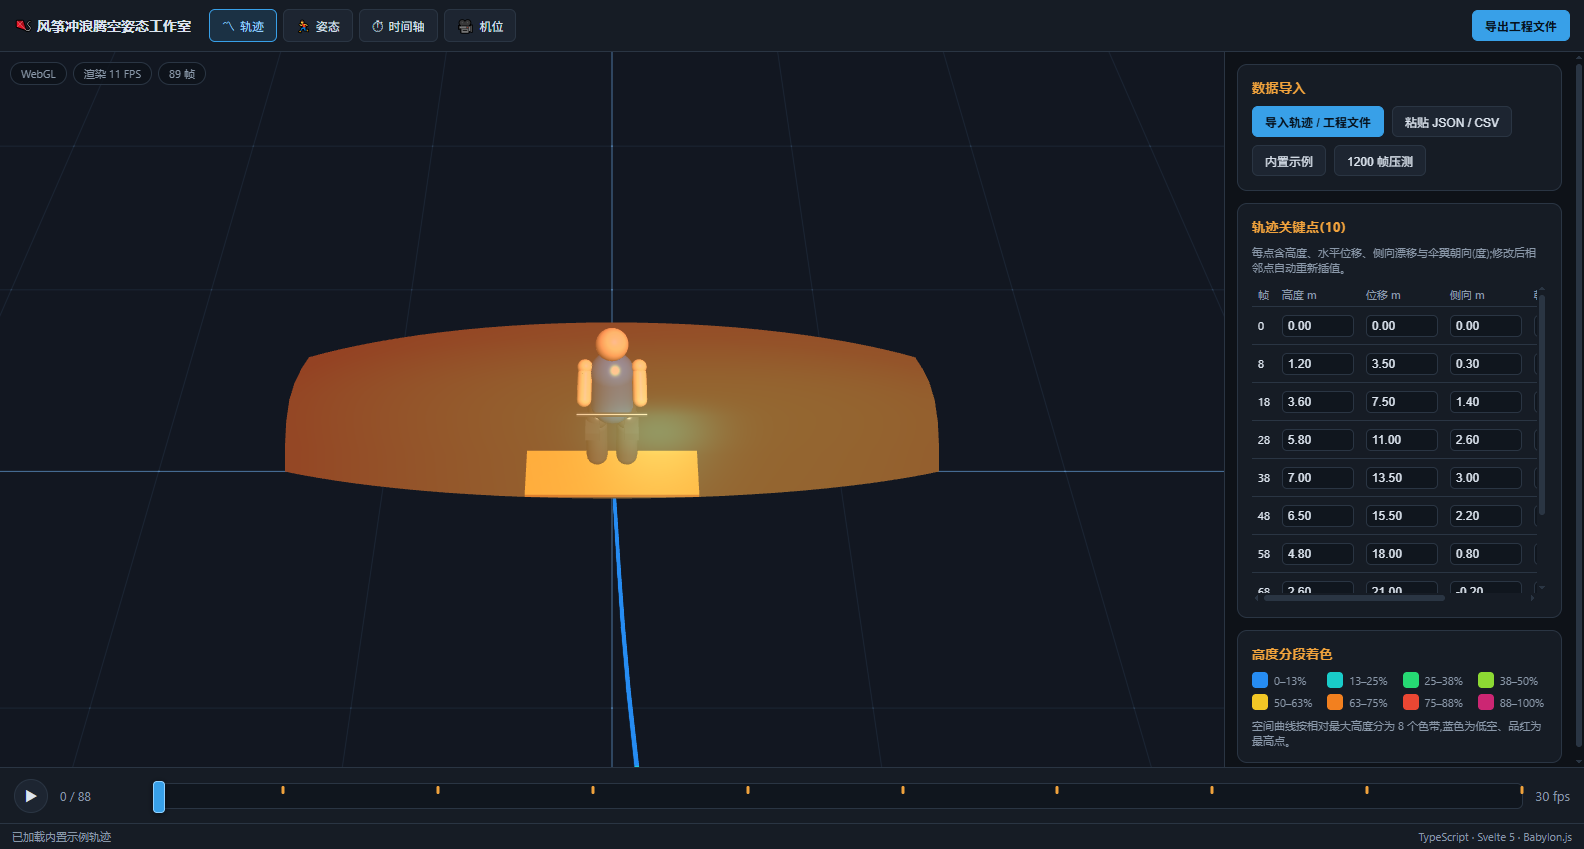 风筝冲浪腾空姿态工作室
轨迹
姿态
时间轴
机位
导出工程文件
WebGL
渲染 11 FPS
89 帧
数据导入
导入轨迹 / 工程文件
粘贴 JSON / CSV
内置示例
1200 帧压测
轨迹关键点(10)
每点含高度、水平位移、侧向漂移与伞翼朝向(度);修改后相
邻点自动重新插值。
帧 高度 m 位移 m 侧向 m
0 0.00 0.00 0.00
8 1.20 3.50 0.30
18 3.60 7.50 1.40
28 5.80 11.00 2.60
38 7.00 13.50 3.00
48 6.50 15.50 2.20
58 4.80 18.00 0.80
68 2.60 21.00 -0.20
高度分段着色
0–13% 13–25% 25–38% 38–50%
50–63% 63–75% 75–88% 88–100%
空间曲线按相对最大高度分为 8 个色带,蓝色为低空、品红为
最高点。
0 / 88
30 fps
已加载内置示例轨迹
TypeScript · Svelte 5 · Babylon.js